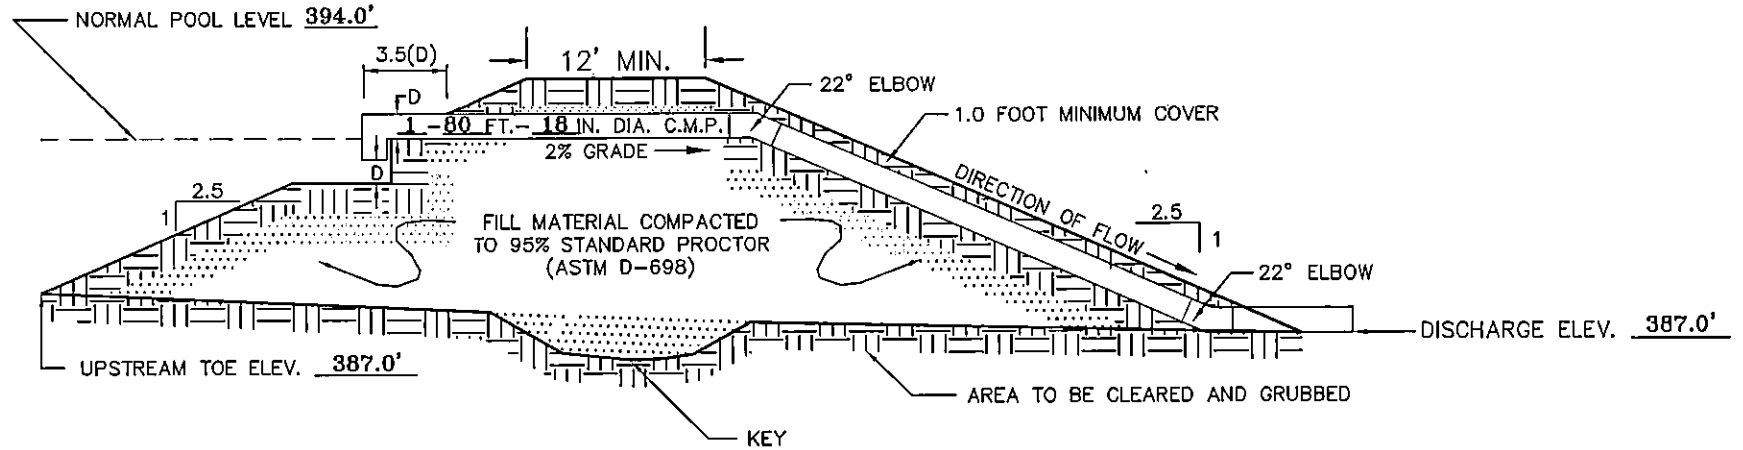 NORMAL POOL LEVEL 394.0'
3.5(D)
12' MIN.
D
22° ELBOW
1.0 FOOT MINIMUM COVER
1 -80 FT.- 18 IN. DIA. C.M.P.
2% GRADE
D
2.5
1
DIRECTION OF FLOW
2.5
1
FILL MATERIAL COMPACTED
TO 95% STANDARD PROCTOR
(ASTM D-698)
22° ELBOW
DISCHARGE ELEV. 387.0'
UPSTREAM TOE ELEV. 387.0'
AREA TO BE CLEARED AND GRUBBED
KEY